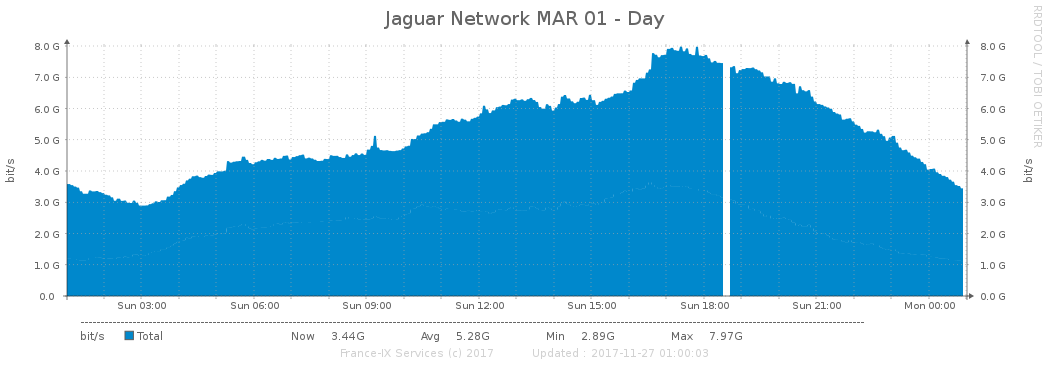 Jaguar Network MAR 01 - Day
RRDTOOL / TOBI OETIKER
8.0 G 8.0 G
7.0 G 7.0 G
6.0 G 6.0 G
5.0 G 5.0 G
4.0 G 4.0 G
3.0 G 3.0 G
2.0 G 2.0 G
1.0 G 1.0 G
0.0 0.0 G
bit/s bit/s
Sun 03:00 Sun 06:00 Sun 09:00 Sun 12:00 Sun 15:00 Sun 18:00 Sun 21:00 Mon 00:00
bit/s Total Now 3.44G Avg 5.28G Min 2.89G Max 7.97G
France-IX Services (c) 2017 Updated : 2017-11-27 01:00:03